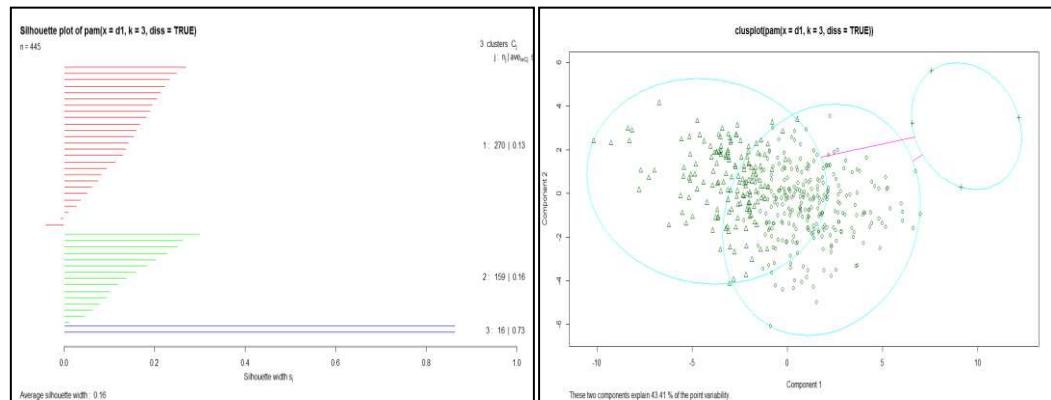 Silhouette plot of pam(x = d1, k = 3, diss = TRUE)
n = 445
3 clusters Cj
j : nj | avei∈Cj
1 : 270 | 0.13
2 : 159 | 0.16
3 : 16 | 0.73
0.0 0.2 0.4 0.6 0.8 1.0
Silhouette width si
Average silhouette width : 0.16
clusplot(pam(x = d1, k = 3, diss = TRUE))
6
4
2
0
-2
-4
-6
Component 2
-10 -5 0 5 10
Component 1
These two components explain 43.41 % of the point variability.